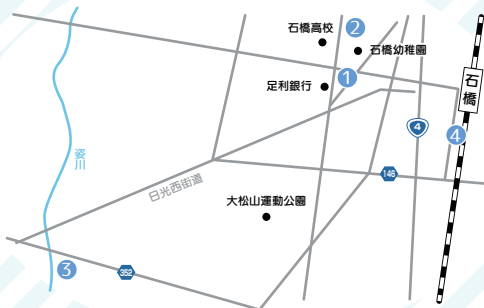 石橋高校
2
石橋幼稚園
1
足利銀行
石橋
4
4
姿川
146
日光西街道
大松山運動公園
3
352